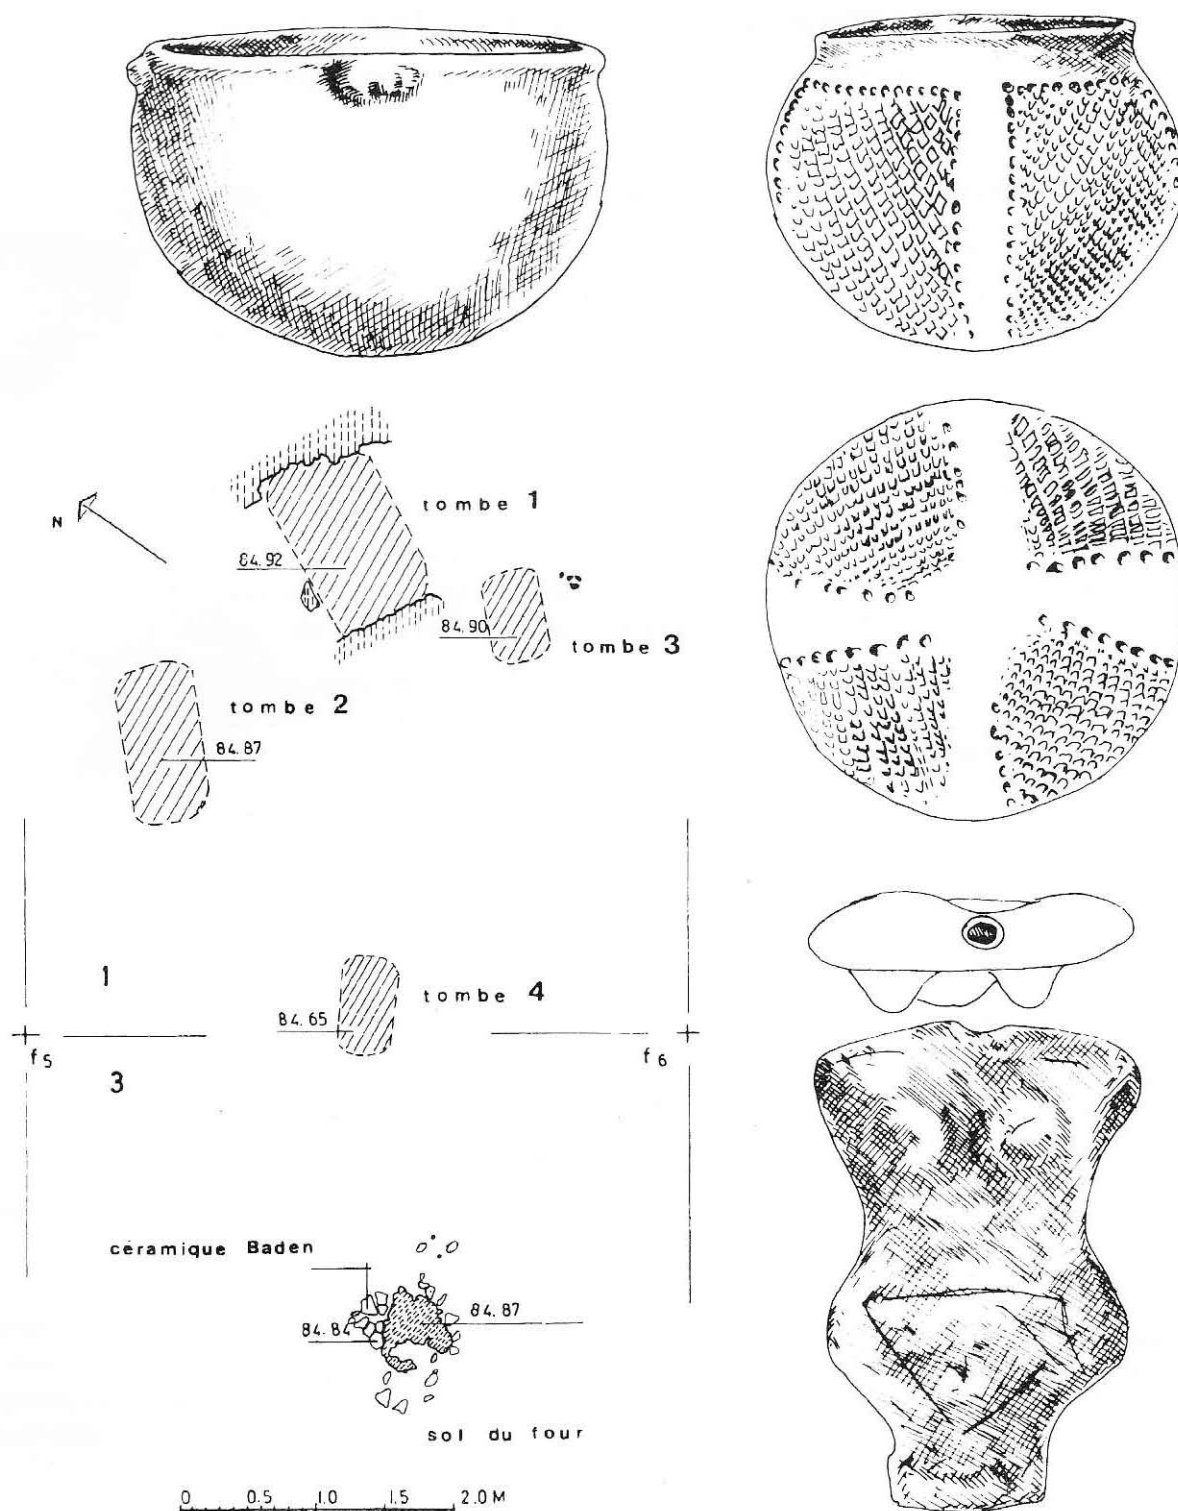 tombe 1
N
84.92
84.90
tombe 3
tombe 2
84.87
1
tombe 4
84.65
f5
f6
3
céramique Baden
84.87
84.84
sol du four
0 0.5 1.0 1.5 2.0 M